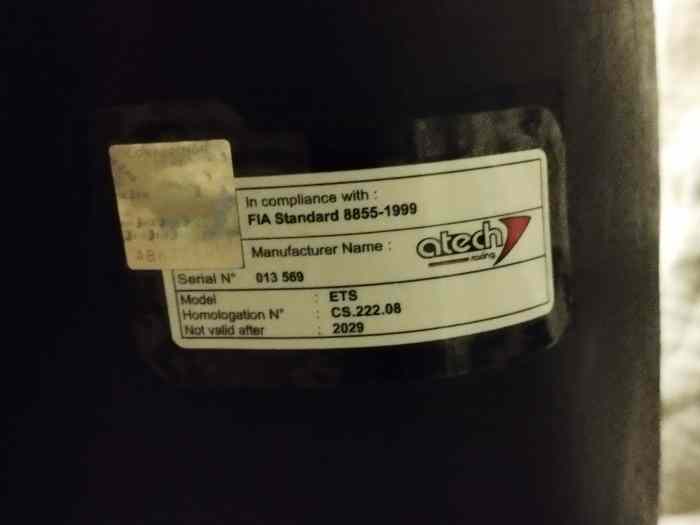 In compliance with :
FIA Standard 8855-1999
Manufacturer Name :
atech
racing
Serial N° 013 569
Model : ETS
Homologation N° : CS.222.08
Not valid after : 2029